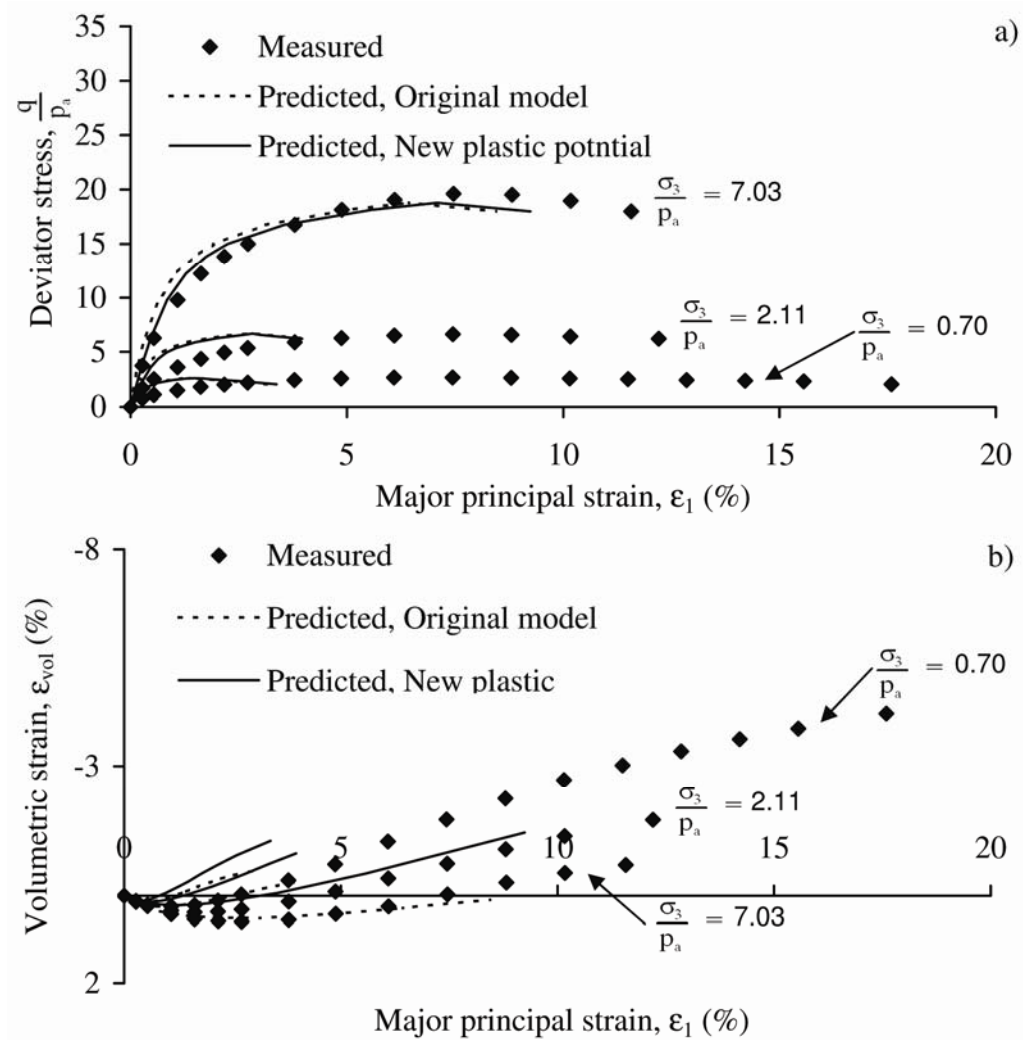 a)
35
30
25
20
15
10
5
0
Deviator stress, q/pₐ
Measured
Predicted, Original model
Predicted, New plastic potntial
σ₃/pₐ = 7.03
σ₃/pₐ = 2.11
σ₃/pₐ = 0.70
0 5 10 15 20
Major principal strain, ε₁ (%)
b)
-8
-3
2
Volumetric strain, εvol (%)
Measured
Predicted, Original model
Predicted, New plastic
σ₃/pₐ = 0.70
σ₃/pₐ = 2.11
0 5 10 15 20
σ₃/pₐ = 7.03
Major principal strain, ε₁ (%)